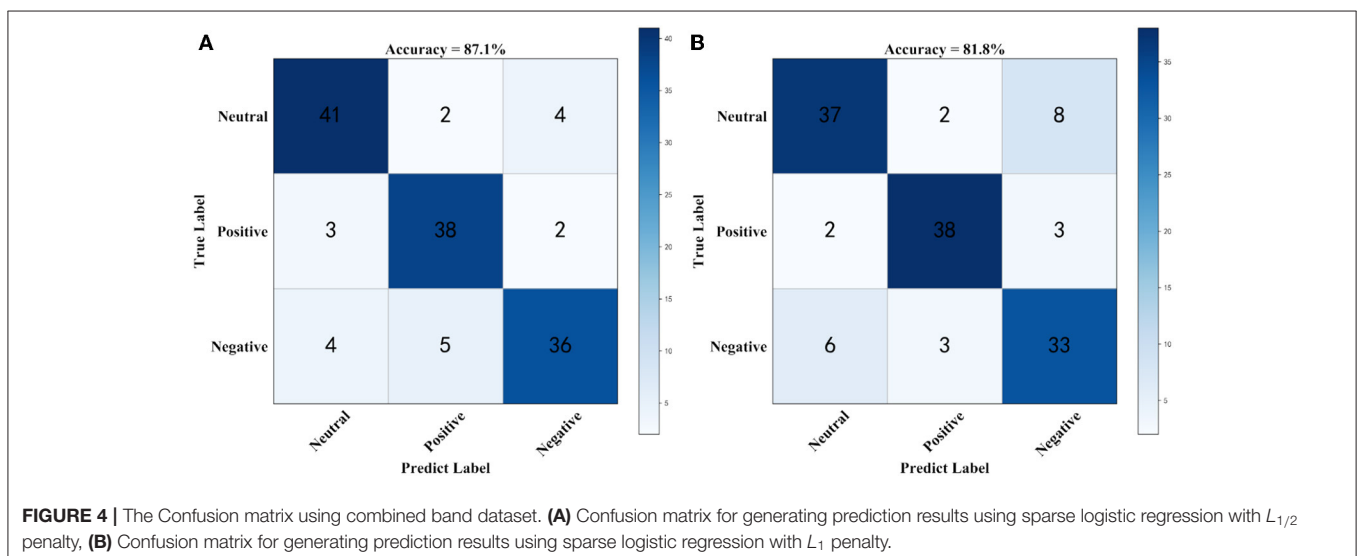 A
Accuracy = 87.1%
Neutral 41 2 4
Positive 3 38 2
Negative 4 5 36
True Label
Neutral Positive Negative
Predict Label
40
35
30
25
20
15
10
5
B
Accuracy = 81.8%
Neutral 37 2 8
Positive 2 38 3
Negative 6 3 33
True Label
Neutral Positive Negative
Predict Label
35
30
25
20
15
10
5
FIGURE 4 | The Confusion matrix using combined band dataset. (A) Confusion matrix for generating prediction results using sparse logistic regression with L1/2
penalty, (B) Confusion matrix for generating prediction results using sparse logistic regression with L1 penalty.